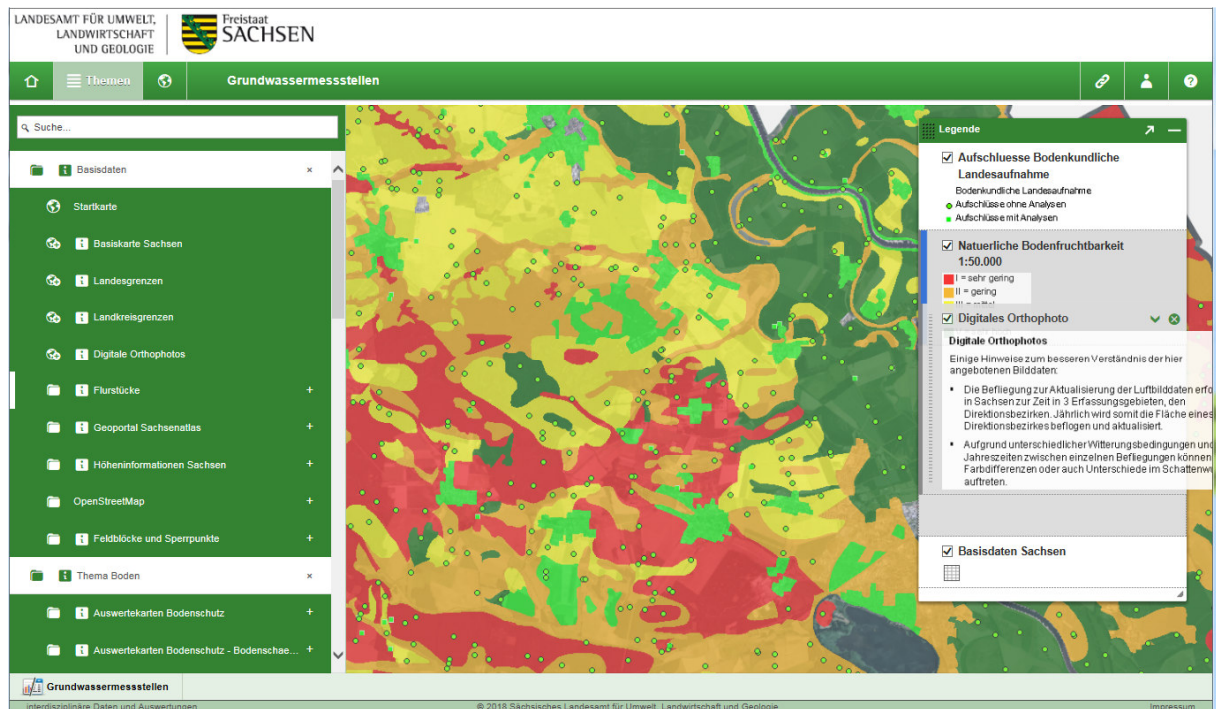 LANDESAMT FÜR UMWELT,
LANDWIRTSCHAFT
UND GEOLOGIE
Freistaat
SACHSEN
Themen
Grundwassermessstellen
Suche...
Basisdaten ×
Startkarte
Basiskarte Sachsen
Landesgrenzen
Landkreisgrenzen
Digitale Orthophotos
Flurstücke +
Geoportal Sachsenatlas +
Höheninformationen Sachsen +
OpenStreetMap +
Feldblöcke und Sperrpunkte +
Thema Boden ×
Auswertekarten Bodenschutz +
Auswertekarten Bodenschutz - Bodenschae... +
Legende
Aufschluesse Bodenkundliche
Landesaufnahme
Bodenkundliche Landesaufnahme
Aufschlüsse ohne Analysen
Aufschlüsse mit Analysen
Natuerliche Bodenfruchtbarkeit
1:50.000
I = sehr gering
II = gering
III = mittel
Digitales Orthophoto
Digitale Orthophotos
Einige Hinweise zum besseren Verständnis der hier
angebotenen Bilddaten:
▪ Die Befliegung zur Aktualisierung der Luftbilddaten erfo
in Sachsen zur Zeit in 3 Erfassungsgebieten, den
Direktionsbezirken. Jährlich wird somit die Fläche eines
Direktionsbezirkes beflogen und aktualisiert.
▪ Aufgrund unterschiedlicher Witterungsbedingungen und
Jahreszeiten zwischen einzelnen Befliegungen können
Farbdifferenzen oder auch Unterschiede im Schattenwu
auftreten.
Basisdaten Sachsen
Grundwassermessstellen
interdisziplinäre Daten und Auswertungen
© 2018 Sächsisches Landesamt für Umwelt, Landwirtschaft und Geologie
Impressum